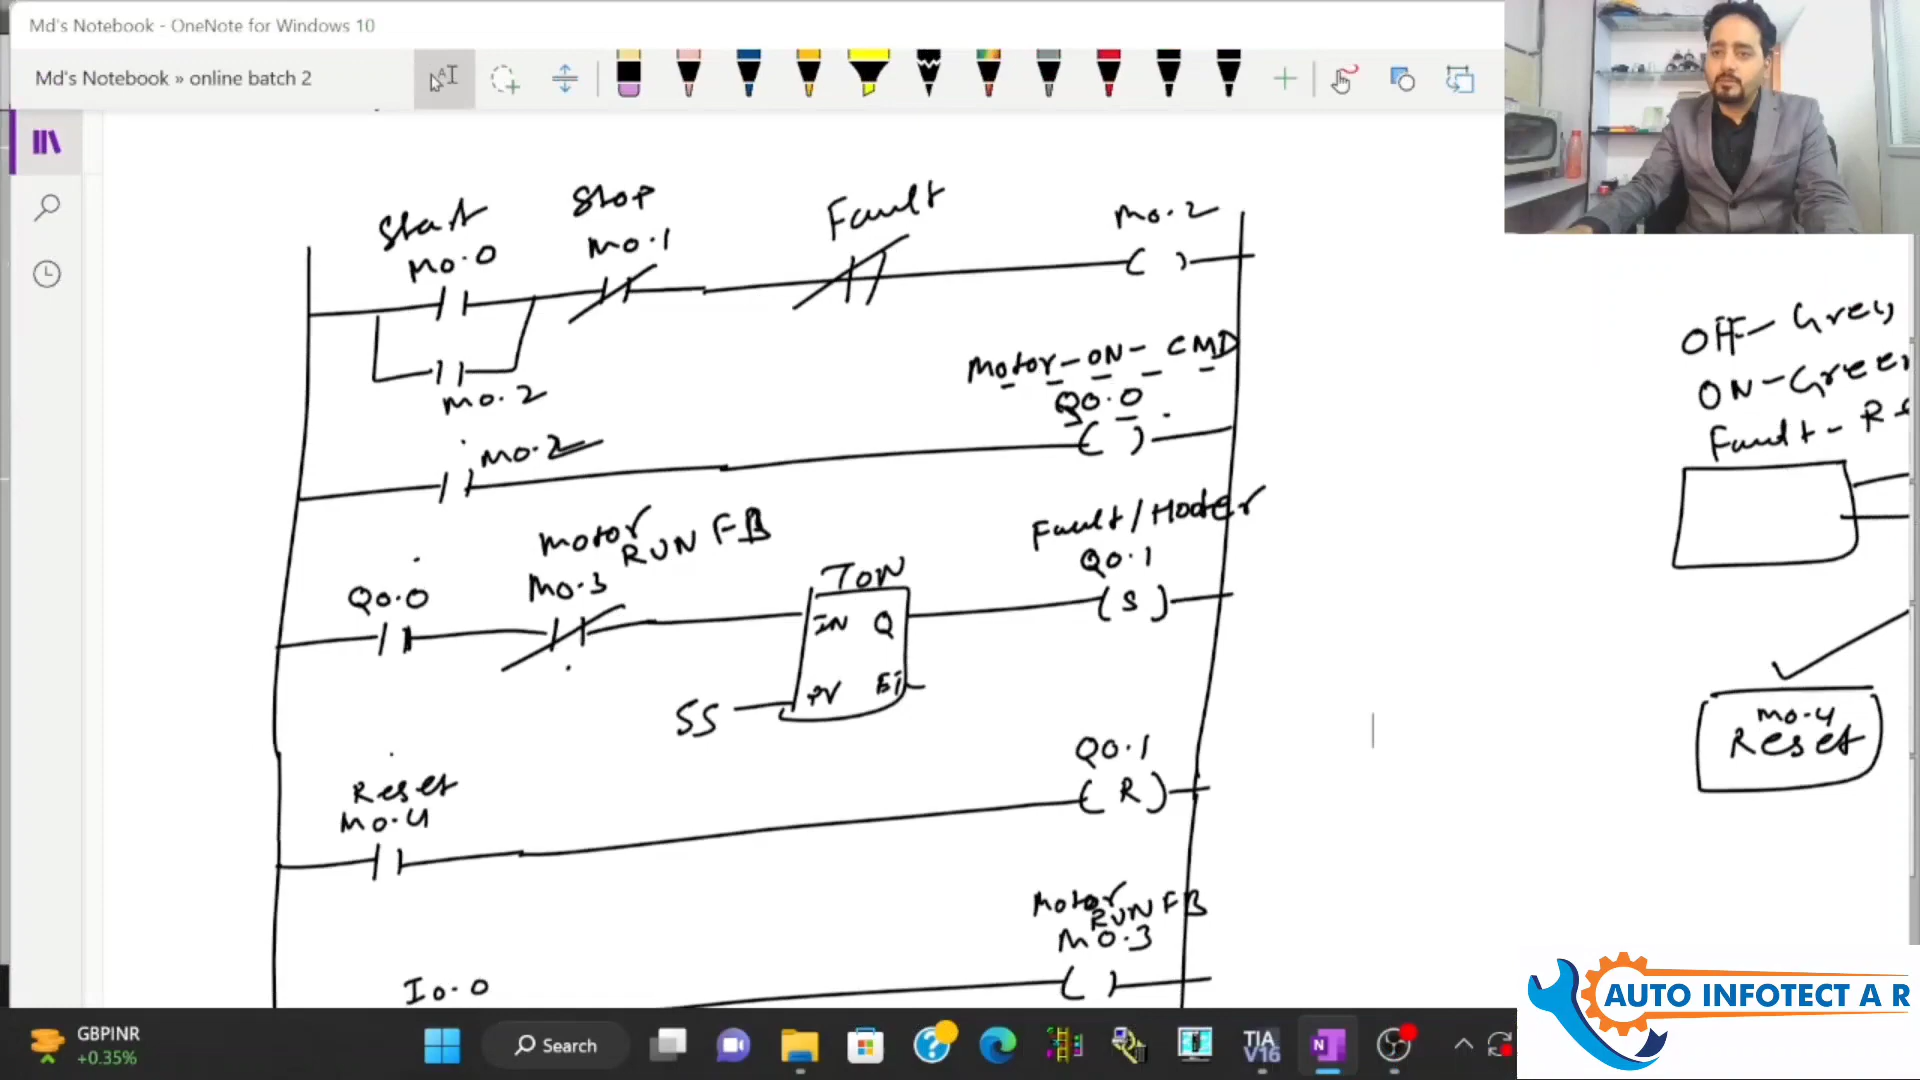 Md's Notebook - OneNote for Windows 10
Md's Notebook » online batch 2
Start
M0.0
Stop
M0.1
Fault
M0.2
M0.2
Motor-ON-CMD
Q0.0
M0.2
Q0.0
Motor
RUN FB
M0.3
TON
IN Q
PV ET
5S
Fault/Hooter
Q0.1
(S)
Reset
M0.4
Q0.1
(R)
Motor
RUN FB
M0.3
I0.0
OFF-Grey
ON-Green
Fault-Re
M0.4
Reset
AUTO INFOTECT A R
GBPINR
+0.35%
Search
TIA
V16
N